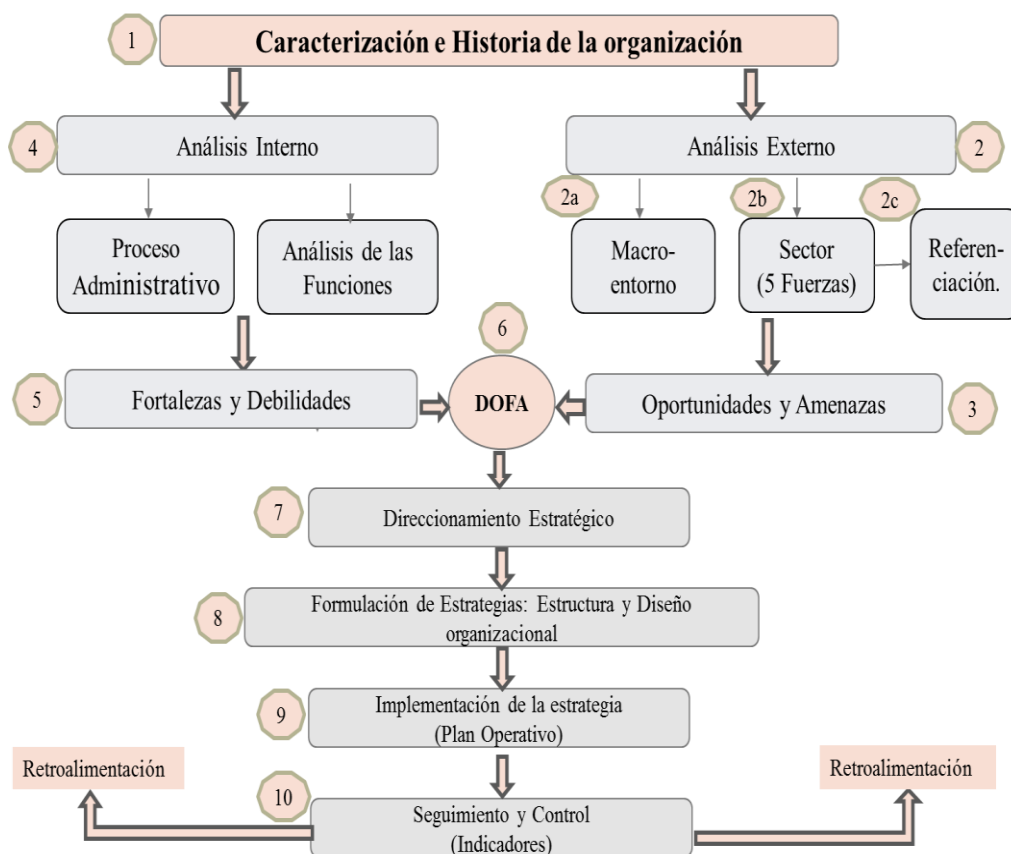 1
Caracterización e Historia de la organización
4
Análisis Interno
Análisis Externo
2
2a
2b
2c
Proceso
Administrativo
Análisis de las
Funciones
Macro-
entorno
Sector
(5 Fuerzas)
Referen-
ciación.
6
5
Fortalezas y Debilidades
DOFA
Oportunidades y Amenazas
3
7
Direccionamiento Estratégico
8
Formulación de Estrategias: Estructura y Diseño
organizacional
9
Implementación de la estrategia
(Plan Operativo)
Retroalimentación
Retroalimentación
10
Seguimiento y Control
(Indicadores)